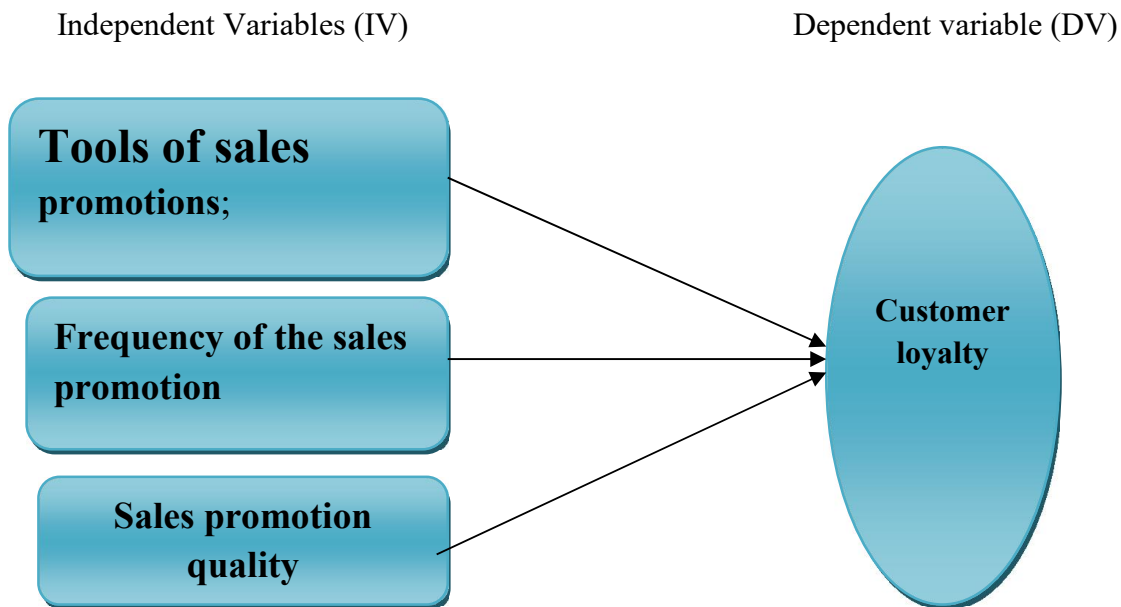 Independent Variables (IV)
Dependent variable (DV)
Tools of sales
promotions;
Frequency of the sales
promotion
Sales promotion
quality
Customer
loyalty